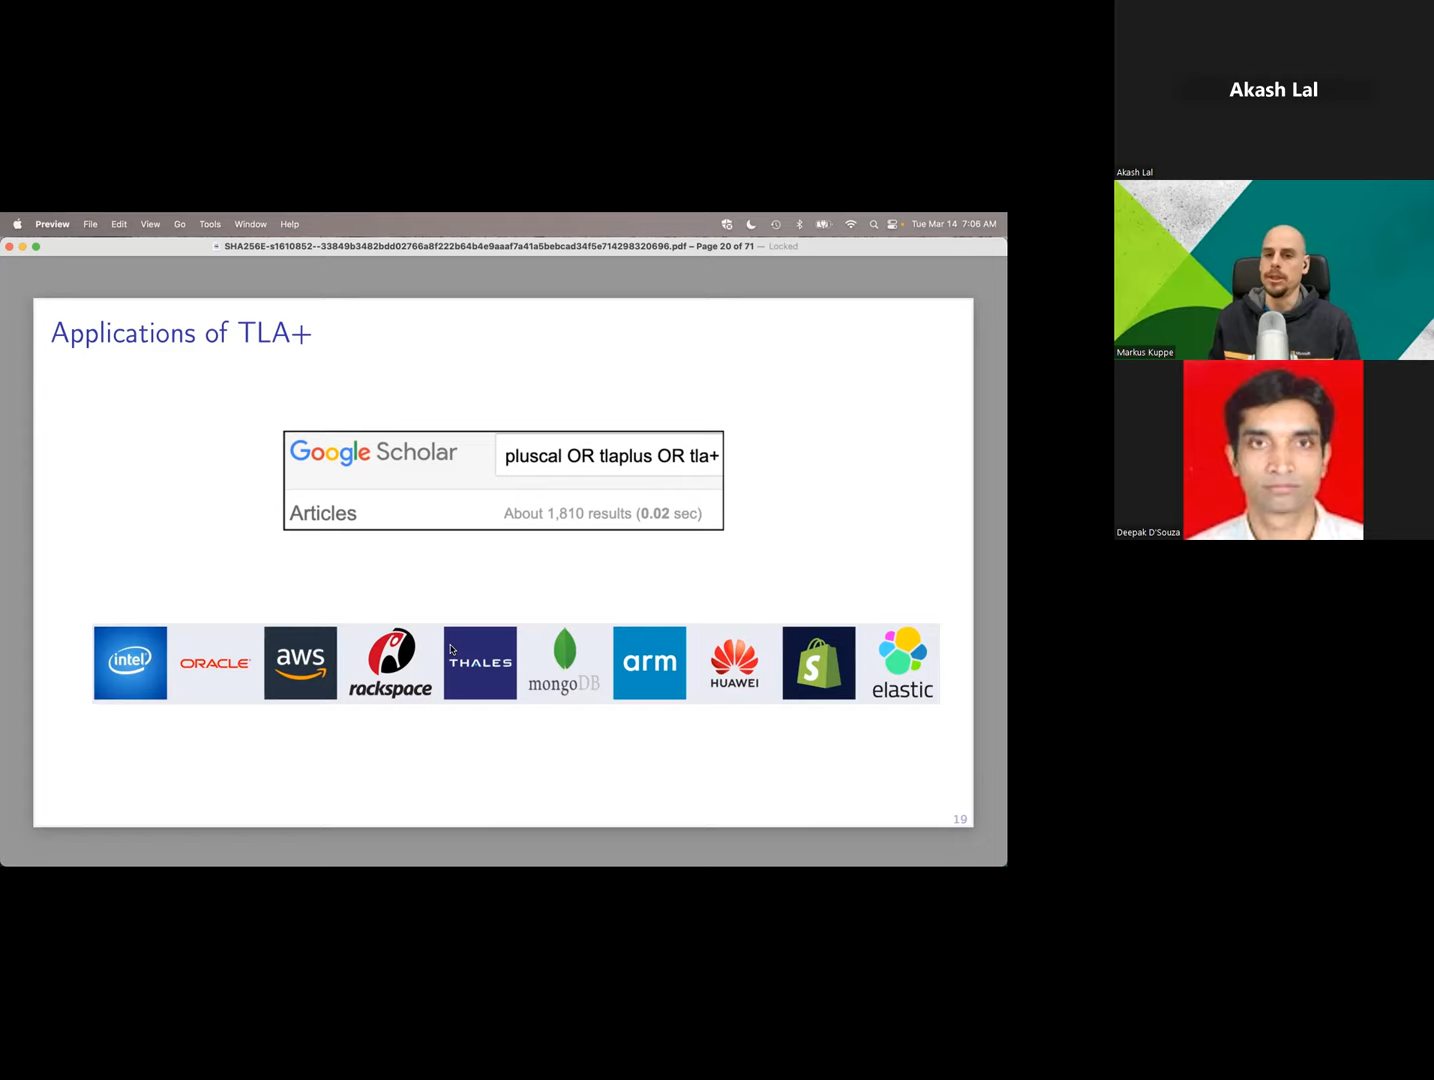 Akash Lal
Akash Lal
Markus Kuppe
Deepak D'Souza
Preview File Edit View Go Tools Window Help
Tue Mar 14 7:06 AM
SHA256E-s1610852--33849b3482bdd02766a8f222b64b4e9aaaf7a41a5bebcad34f5e714298320696.pdf – Page 20 of 71 — Locked
Applications of TLA+
Google Scholar
pluscal OR tlaplus OR tla+
Articles
About 1,810 results (0.02 sec)
intel
ORACLE
aws
rackspace
THALES
mongoDB
arm
HUAWEI
S
elastic
19